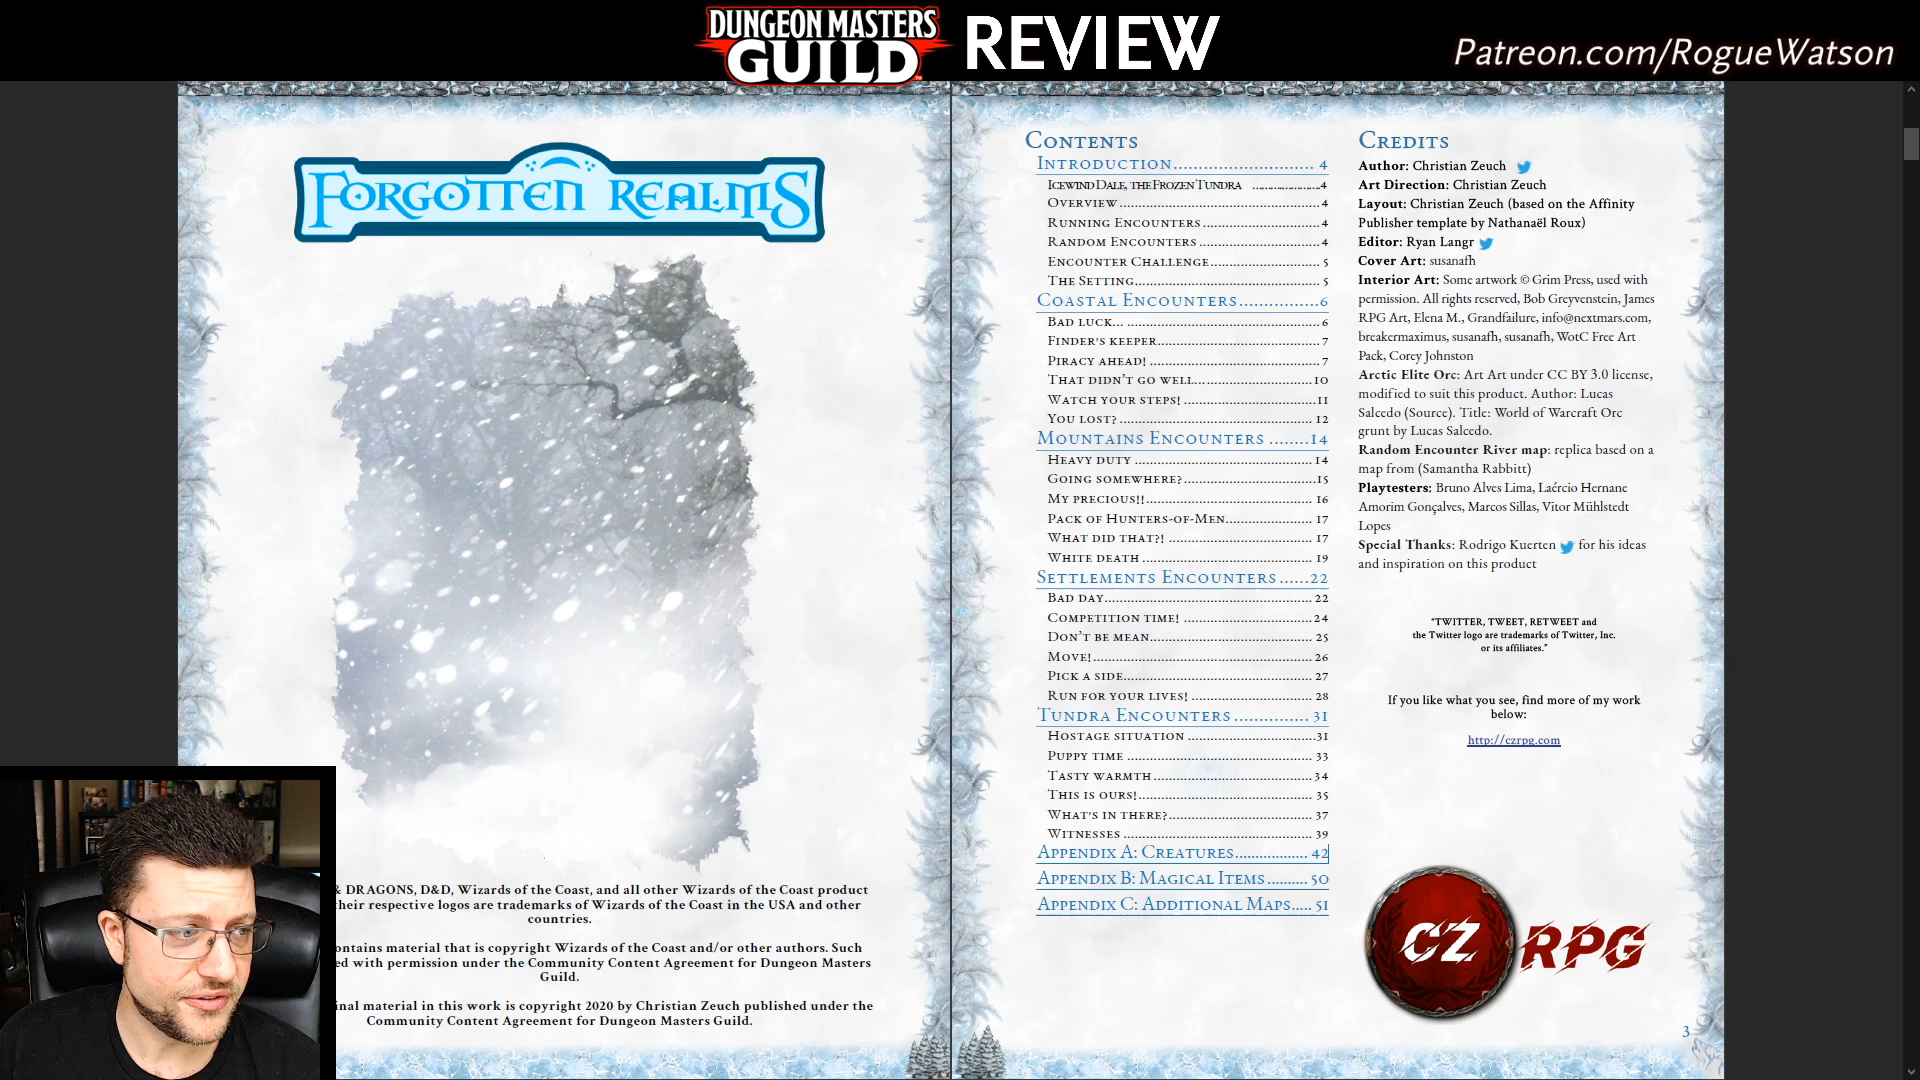 DUNGEON MASTERS
GUILD
REVIEW
Patreon.com/RogueWatson
FORGOTTEN REALMS
& DRAGONS, D&D, Wizards of the Coast, and all other Wizards of the Coast product
their respective logos are trademarks of Wizards of the Coast in the USA and other
countries.
ontains material that is copyright Wizards of the Coast and/or other authors. Such
ed with permission under the Community Content Agreement for Dungeon Masters
Guild.
inal material in this work is copyright 2020 by Christian Zeuch published under the
Community Content Agreement for Dungeon Masters Guild.
Contents
Introduction.......................... 4
Icewind Dale, the Frozen Tundra ......................4
Overview..................................................4
Running Encounters.............................4
Random Encounters..............................4
Encounter Challenge...........................5
The Setting..............................................5
Coastal Encounters...............6
Bad luck... ...............................................6
Finder's keeper.......................................7
Piracy ahead! .........................................7
That didn't go well..............................10
Watch your steps! .................................11
You lost? ...............................................12
Mountains Encounters ........14
Heavy duty ............................................14
Going somewhere?................................15
My precious!!.........................................16
Pack of Hunters-of-Men......................17
What did that?! ....................................17
White death ..........................................19
Settlements Encounters......22
Bad day...................................................22
Competition time! .................................24
Don't be mean........................................25
Move!......................................................26
Pick a side...............................................27
Run for your lives! ...............................28
Tundra Encounters............... 31
Hostage situation ................................31
Puppy time .............................................33
Tasty warmth........................................34
This is ours!...........................................35
What's in there?....................................37
Witnesses ..............................................39
Appendix A: Creatures.................. 42
Appendix B: Magical Items.......... 50
Appendix C: Additional Maps..... 51
Credits
Author: Christian Zeuch
Art Direction: Christian Zeuch
Layout: Christian Zeuch (based on the Affinity
Publisher template by Nathanaël Roux)
Editor: Ryan Langr
Cover Art: susanafh
Interior Art: Some artwork © Grim Press, used with
permission. All rights reserved, Bob Greyvenstein, James
RPG Art, Elena M., Grandfailure, info@nextmars.com,
breakermaximus, susanafh, susanafh, WotC Free Art
Pack, Corey Johnston
Arctic Elite Orc: Art Art under CC BY 3.0 license,
modified to suit this product. Author: Lucas
Salcedo (Source). Title: World of Warcraft Orc
grunt by Lucas Salcedo.
Random Encounter River map: replica based on a
map from (Samantha Rabbitt)
Playtesters: Bruno Alves Lima, Laércio Hernane
Amorim Gonçalves, Marcos Sillas, Vitor Mühlstedt
Lopes
Special Thanks: Rodrigo Kuerten for his ideas
and inspiration on this product
"TWITTER, TWEET, RETWEET and
the Twitter logo are trademarks of Twitter, Inc.
or its affiliates."
If you like what you see, find more of my work
below:
http://czrpg.com
CZ RPG
3